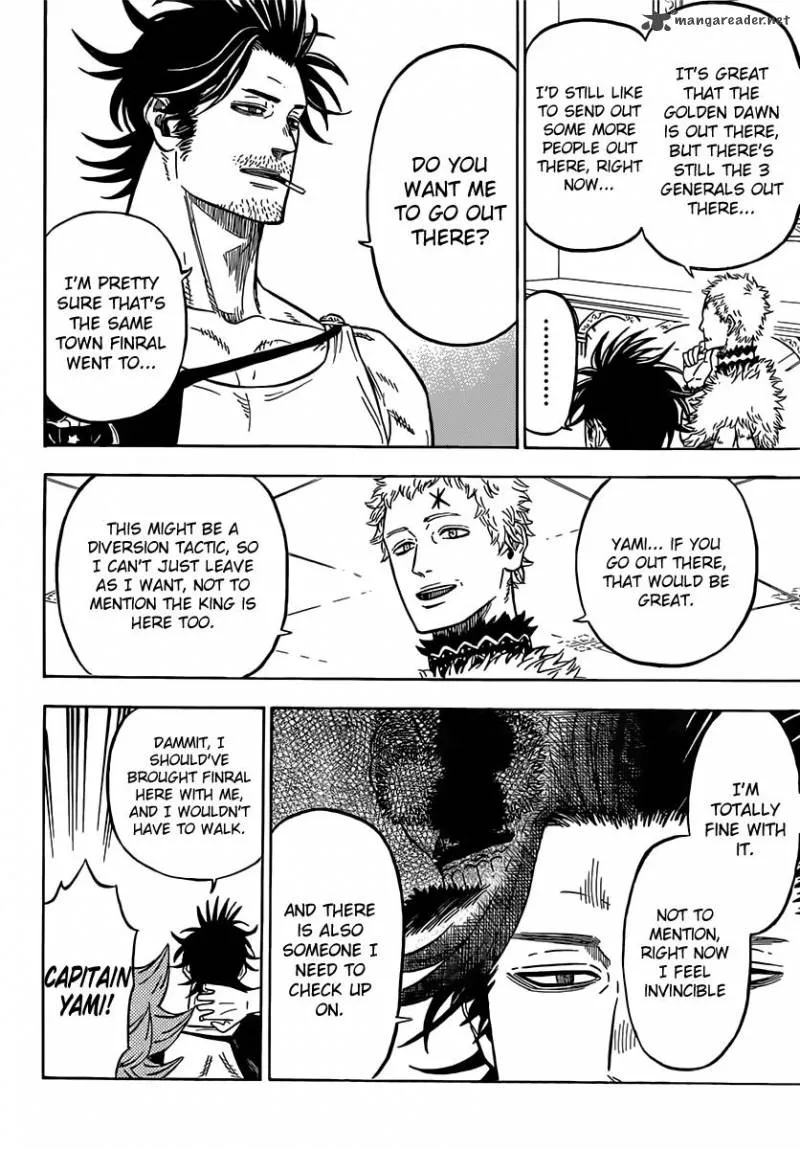 mangareader.net
IT'S GREAT
THAT THE
GOLDEN DAWN
IS OUT THERE,
BUT THERE'S
STILL THE 3
GENERALS OUT
THERE...
I'D STILL LIKE
TO SEND OUT
SOME MORE
PEOPLE OUT
THERE, RIGHT
NOW...
.........
DO YOU
WANT ME
TO GO OUT
THERE?
I'M PRETTY
SURE THAT'S
THE SAME
TOWN FINRAL
WENT TO...
YAMI... IF YOU
GO OUT THERE,
THAT WOULD BE
GREAT.
THIS MIGHT BE A
DIVERSION TACTIC, SO
I CAN'T JUST LEAVE
AS I WANT, NOT TO
MENTION THE KING IS
HERE TOO.
I'M
TOTALLY
FINE WITH
IT.
NOT TO
MENTION,
RIGHT NOW
I FEEL
INVINCIBLE
AND THERE
IS ALSO
SOMEONE I
NEED TO
CHECK UP
ON.
DAMMIT, I
SHOULD'VE
BROUGHT FINRAL
HERE WITH ME,
AND I WOULDN'T
HAVE TO WALK.
CAPITAIN
YAMI!